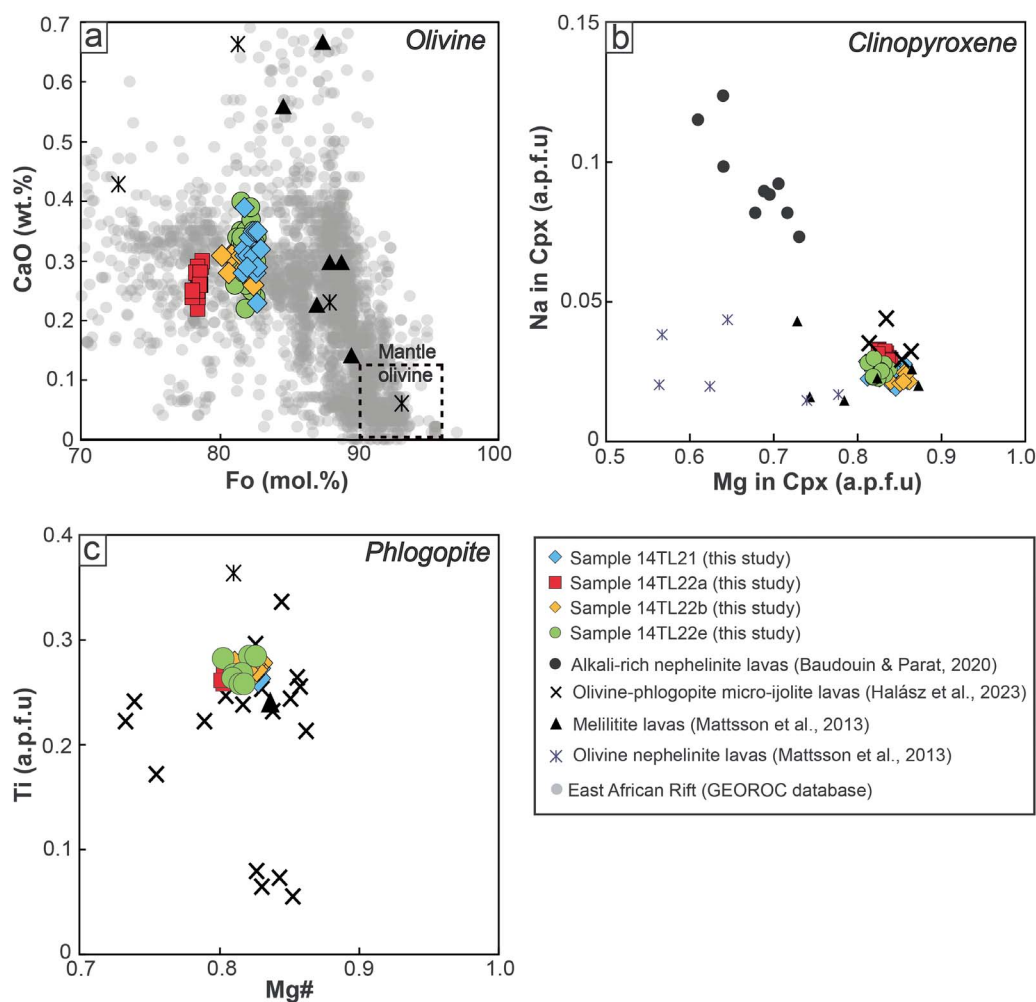 a
Olivine
0.7
0.6
0.5
0.4
0.3
0.2
0.1
0
CaO (wt.%)
Mantle
olivine
70
80
90
100
Fo (mol.%)
b
Clinopyroxene
0.15
0.1
0.05
0
Na in Cpx (a.p.f.u)
0.5
0.6
0.7
0.8
0.9
1.0
Mg in Cpx (a.p.f.u)
c
Phlogopite
0.4
0.3
0.2
0.1
0
Ti (a.p.f.u)
0.7
0.8
0.9
1.0
Mg#
Sample 14TL21 (this study)
Sample 14TL22a (this study)
Sample 14TL22b (this study)
Sample 14TL22e (this study)
Alkali-rich nephelinite lavas (Baudouin & Parat, 2020)
Olivine-phlogopite micro-ijolite lavas (Halász et al., 2023)
Melilitite lavas (Mattsson et al., 2013)
Olivine nephelinite lavas (Mattsson et al., 2013)
East African Rift (GEOROC database)